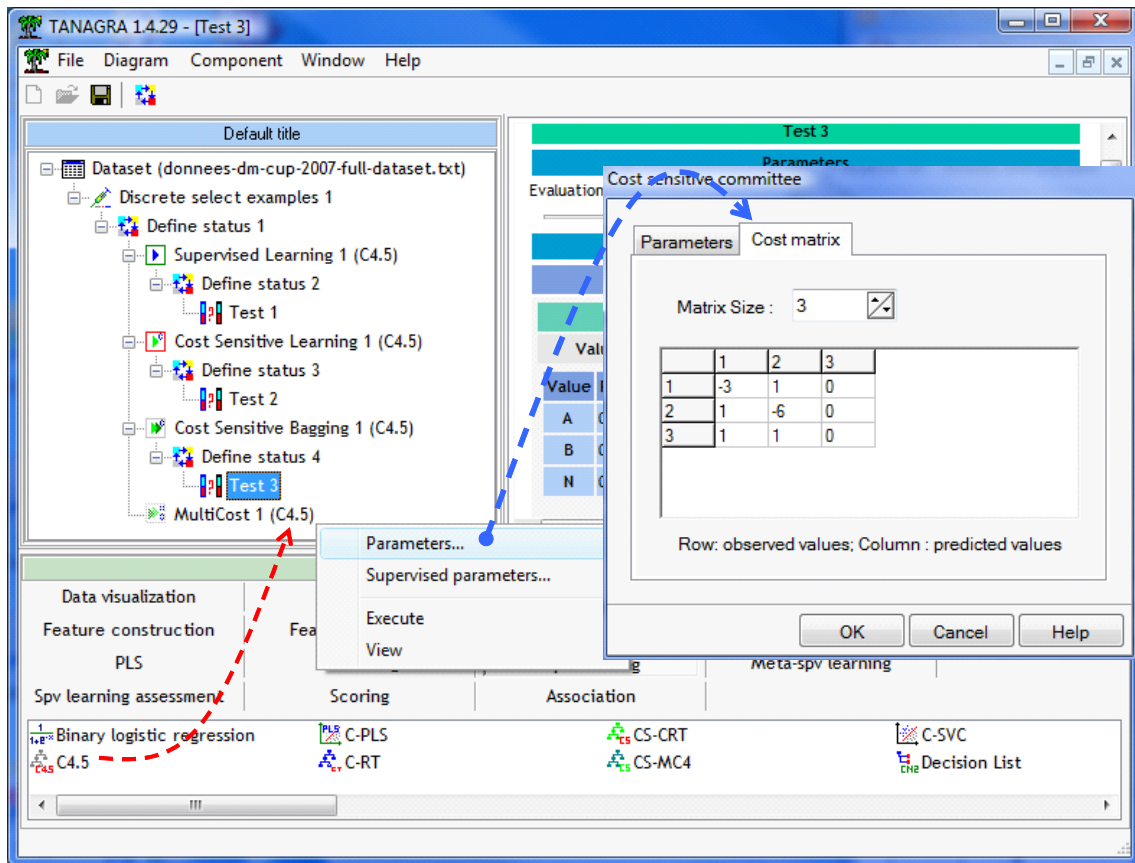 TANAGRA 1.4.29 - [Test 3]
File Diagram Component Window Help
Default title
Dataset (donnees-dm-cup-2007-full-dataset.txt)
Discrete select examples 1
Define status 1
Supervised Learning 1 (C4.5)
Define status 2
Test 1
Cost Sensitive Learning 1 (C4.5)
Define status 3
Test 2
Cost Sensitive Bagging 1 (C4.5)
Define status 4
Test 3
MultiCost 1 (C4.5)
Test 3
Parameters
Evaluation
Value
A
B
N
Cost sensitive committee
Parameters Cost matrix
Matrix Size : 3
1 2 3
1 -3 1 0
2 1 -6 0
3 1 1 0
Row: observed values; Column : predicted values
OK Cancel Help
Parameters...
Supervised parameters...
Execute
View
Data visualization
Feature construction
PLS Meta-spv learning
Spv learning assessment Scoring Association
Binary logistic regression C-PLS CS-CRT C-SVC
C4.5 C-RT CS-MC4 Decision List